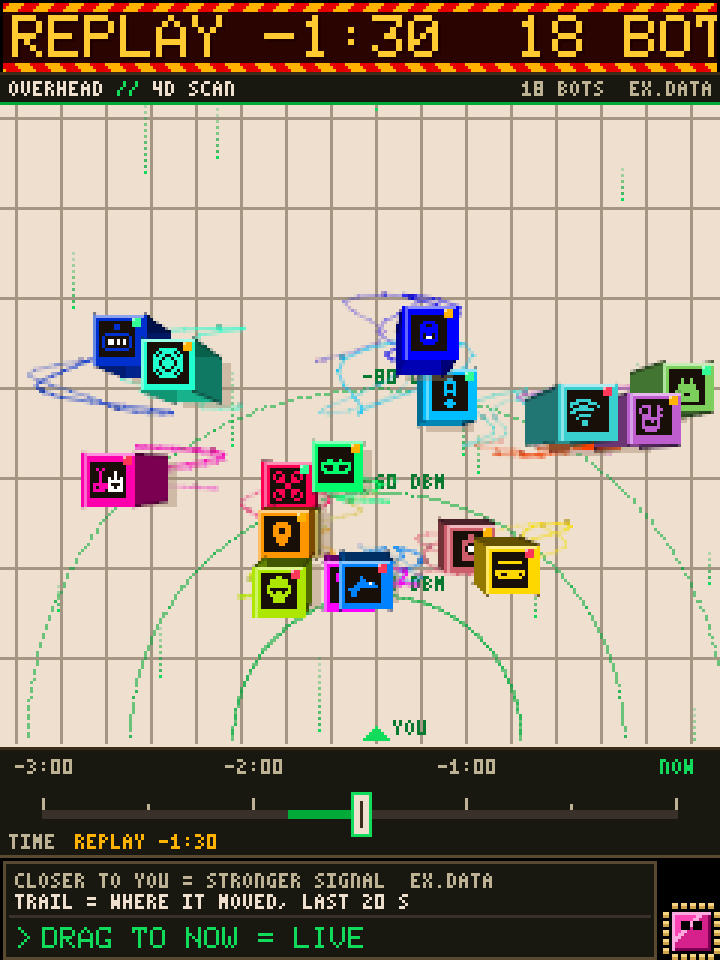 REPLAY -1:30 18 BOT
OVERHEAD // 4D SCAN 18 BOTS EX.DATA
-80
DBM
DBM
YOU
-3:00 -2:00 -1:00 NOW
TIME REPLAY -1:30
CLOSER TO YOU = STRONGER SIGNAL EX.DATA
TRAIL = WHERE IT MOVED, LAST 20 S
>DRAG TO NOW = LIVE